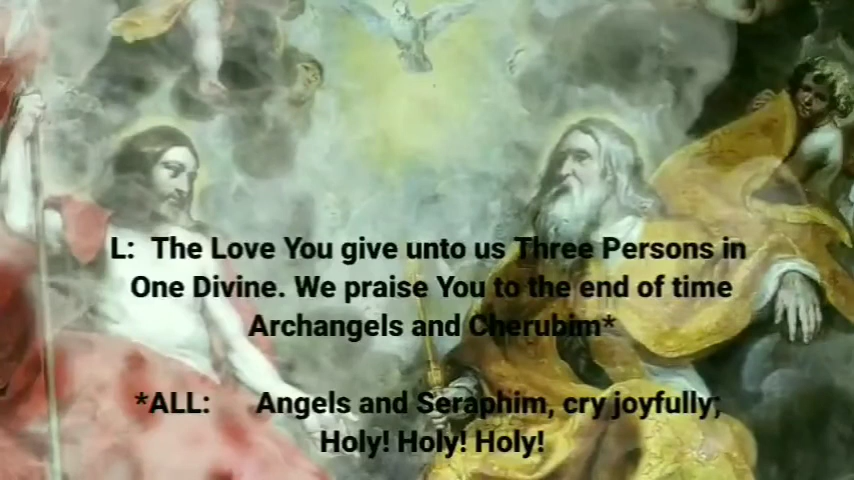 L: The Love You give unto us Three Persons in
One Divine. We praise You to the end of time
Archangels and Cherubim*
*ALL: Angels and Seraphim, cry joyfully;
Holy! Holy! Holy!